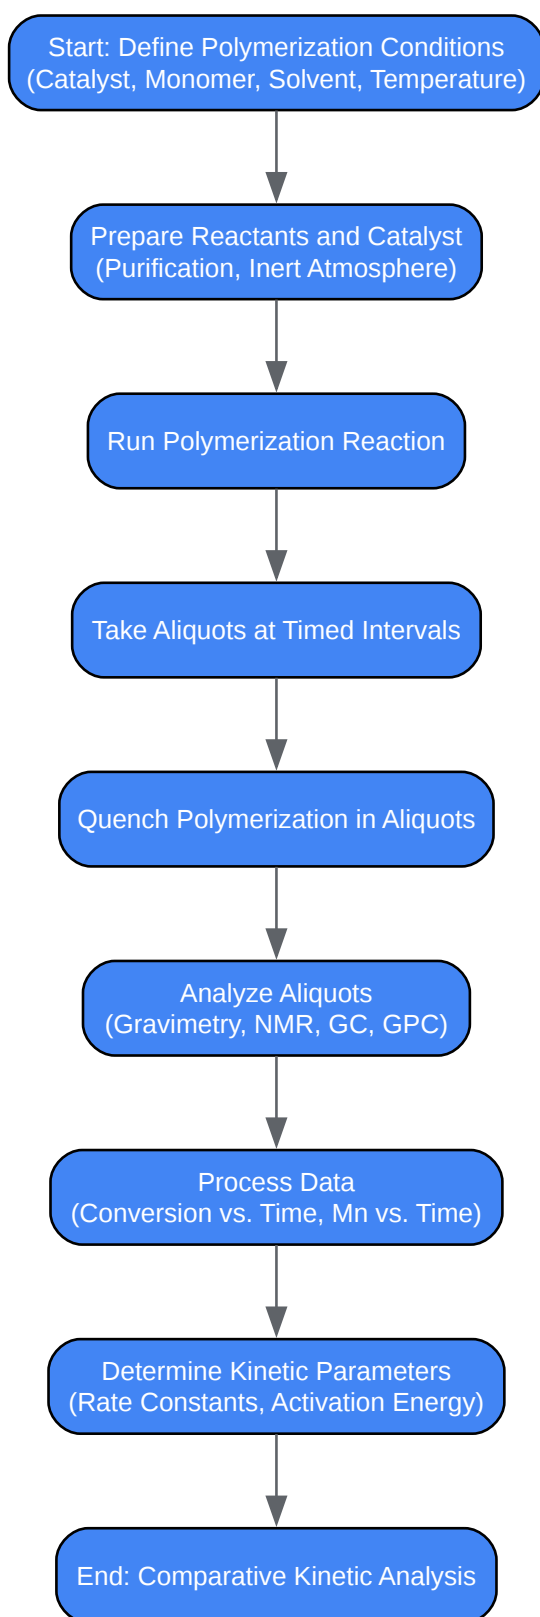 Start: Define Polymerization Conditions
(Catalyst, Monomer, Solvent, Temperature)
Prepare Reactants and Catalyst
(Purification, Inert Atmosphere)
Run Polymerization Reaction
Take Aliquots at Timed Intervals
Quench Polymerization in Aliquots
Analyze Aliquots
(Gravimetry, NMR, GC, GPC)
Process Data
(Conversion vs. Time, Mn vs. Time)
Determine Kinetic Parameters
(Rate Constants, Activation Energy)
End: Comparative Kinetic Analysis